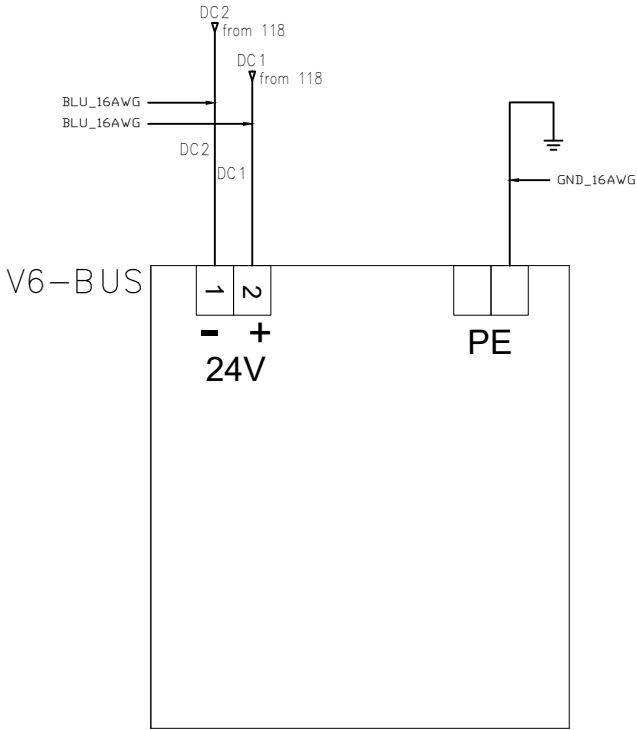 DC2
from 118
DC1
from 118
BLU_16AWG
BLU_16AWG
DC2
DC1
GND_16AWG
V6-BUS
1 2
- +
24V
PE